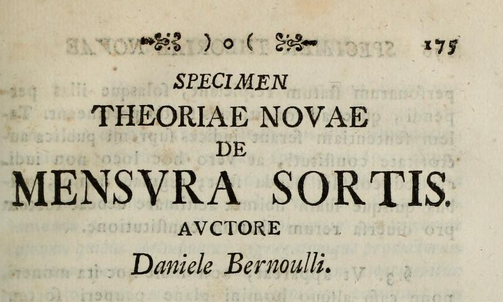 )o( 175
SPECIMEN
THEORIAE NOVAE
DE
MENSVRA SORTIS.
AVCTORE
Daniele Bernoulli.